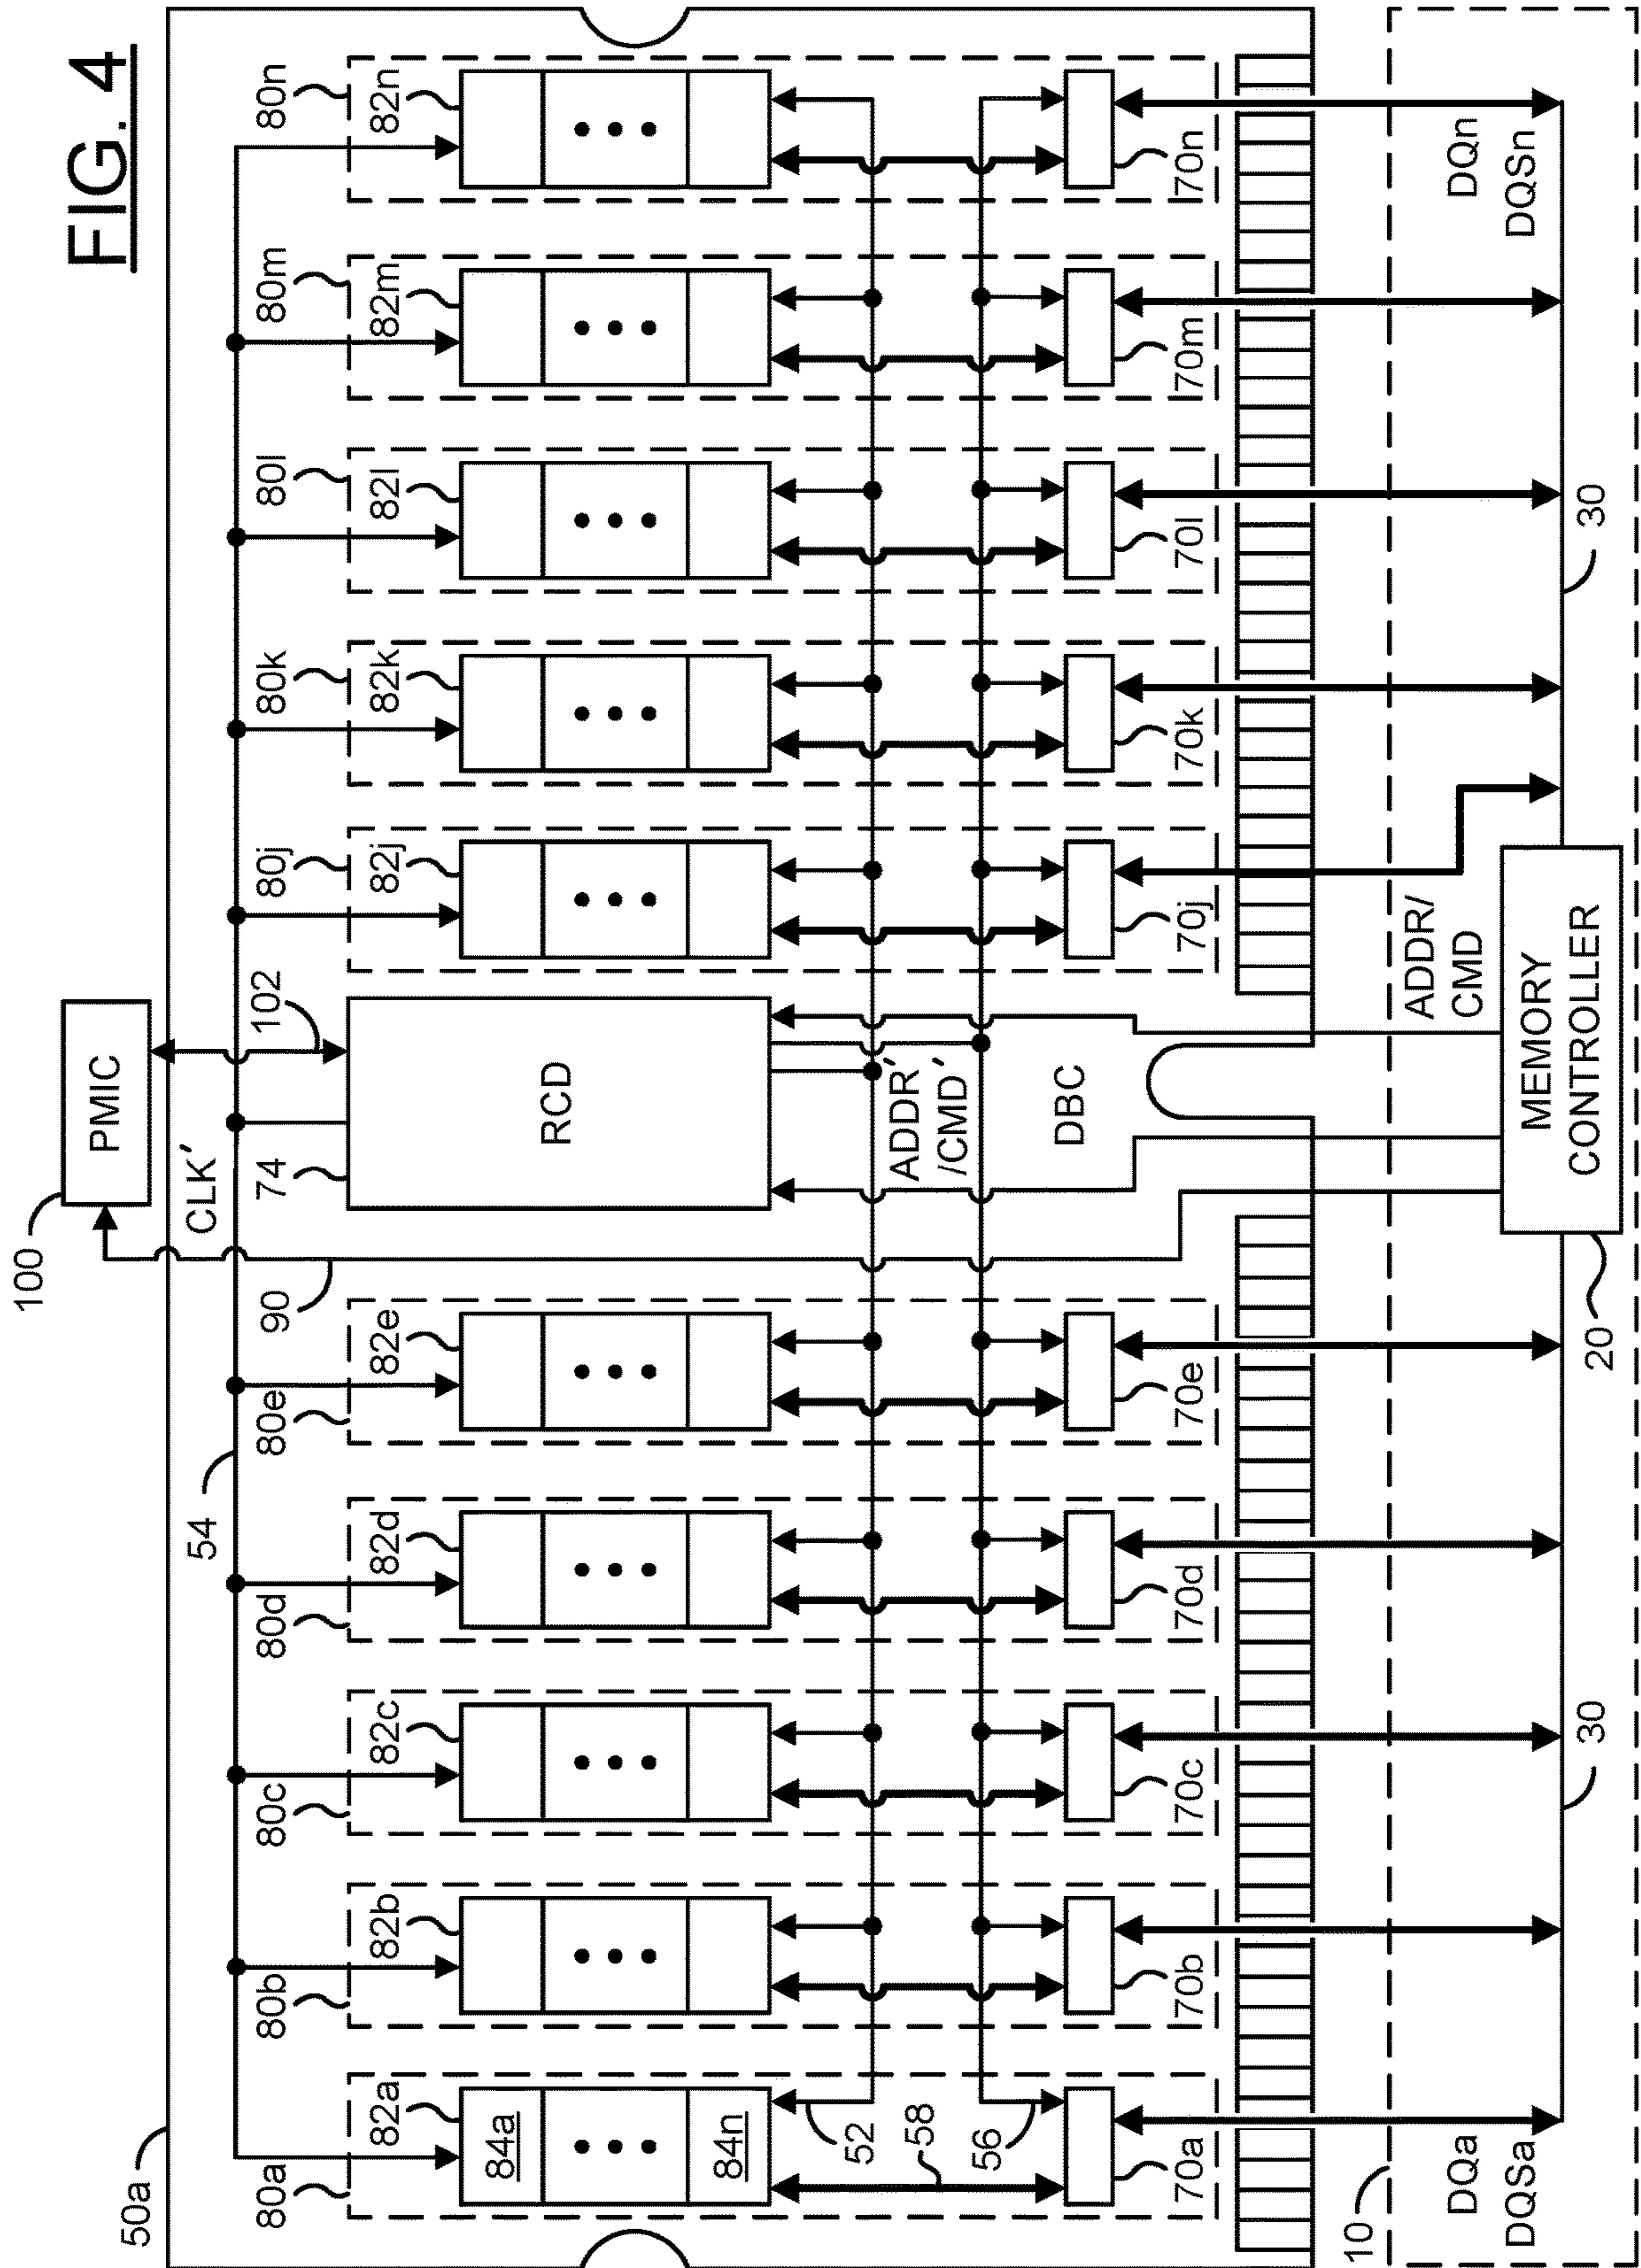 FIG. 4
100
PMIC
50a
54
90
CLK′
102
74
80a
80b
80c
80d
80e
80j
80k
80l
80m
80n
82a
82b
82c
82d
82e
82j
82k
82l
82m
82n
84a
84n
RCD
52
58
56
ADDR′
/CMD′
DBC
70a
70b
70c
70d
70e
70j
70k
70l
70m
70n
10
DQa
DQSa
30
20
ADDR/
CMD
MEMORY
CONTROLLER
30
DQn
DQSn